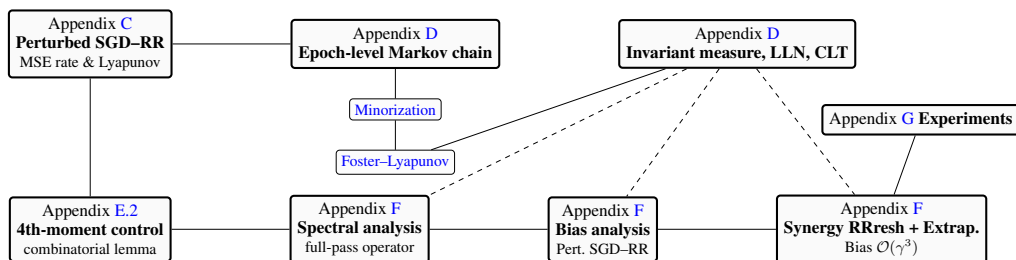 Appendix C
Perturbed SGD–RR
MSE rate & Lyapunov
Appendix D
Epoch-level Markov chain
Appendix D
Invariant measure, LLN, CLT
Minorization
Foster–Lyapunov
Appendix G Experiments
Appendix E.2
4th-moment control
combinatorial lemma
Appendix F
Spectral analysis
full-pass operator
Appendix F
Bias analysis
Pert. SGD–RR
Appendix F
Synergy RRresh + Extrap.
Bias 𝒪(γ³)